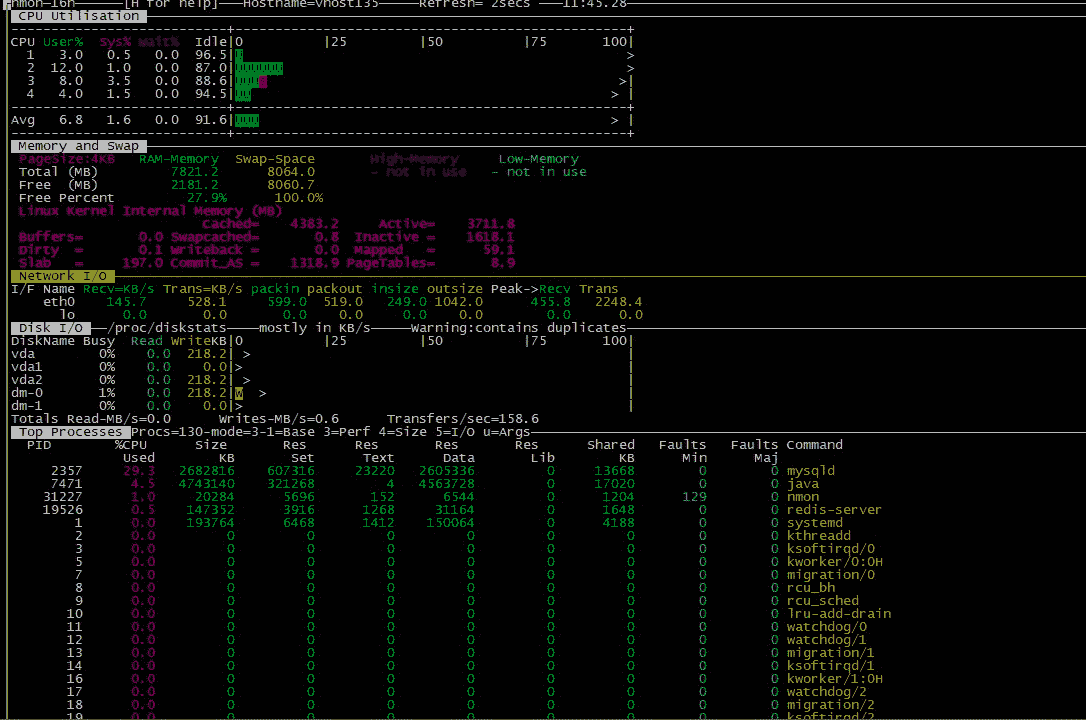 nmon-16h [H for help] Hostname=vhost135 Refresh= 2secs 11:45.28
CPU Utilisation
CPU User% Sys% Wait% Idle|0 |25 |50 |75 100|
1 3.0 0.5 0.0 96.5| >
2 12.0 1.0 0.0 87.0| >
3 8.0 3.5 0.0 88.6| >|
4 4.0 1.5 0.0 94.5| > |
Avg 6.8 1.6 0.0 91.6| > |
Memory and Swap
PageSize:4KB RAM-Memory Swap-Space High-Memory Low-Memory
Total (MB) 7821.2 8064.0 - not in use - not in use
Free (MB) 2181.2 8060.7
Free Percent 27.9% 100.0%
Linux Kernel Internal Memory (MB)
Cached= 4383.2 Active= 3711.8
Buffers= 0.0 Swapcached= 0.8 Inactive = 1618.1
Dirty = 0.1 Writeback = 0.0 Mapped = 59.1
Slab = 197.0 Commit_AS = 1318.9 PageTables= 8.9
Network I/O
I/F Name Recv=KB/s Trans=KB/s packin packout insize outsize Peak->Recv Trans
eth0 145.7 528.1 599.0 519.0 249.0 1042.0 455.8 2248.4
lo 0.0 0.0 0.0 0.0 0.0 0.0 0.0 0.0
Disk I/O /proc/diskstats mostly in KB/s Warning:contains duplicates
DiskName Busy Read WriteKB|0 |25 |50 |75 100|
vda 0% 0.0 218.2| > |
vda1 0% 0.0 0.0|> |
vda2 0% 0.0 218.2| > |
dm-0 1% 0.0 218.2|W > |
dm-1 0% 0.0 0.0|> |
Totals Read-MB/s=0.0 Writes-MB/s=0.6 Transfers/sec=158.6
Top Processes Procs=130-mode=3-1=Base 3=Perf 4=Size 5=I/O u=Args
PID %CPU Size Res Res Res Res Shared Faults Faults Command
Used KB Set Text Data Lib KB Min Maj
2357 29.3 2682816 607316 23220 2605336 0 13668 0 0 mysqld
7471 4.5 4743140 321268 4 4563728 0 17020 0 0 java
31227 1.0 20284 5696 152 6544 0 1204 129 0 nmon
19526 0.5 147352 3916 1268 31164 0 1648 0 0 redis-server
1 0.0 193764 6468 1412 150064 0 4188 0 0 systemd
2 0.0 0 0 0 0 0 0 0 0 kthreadd
3 0.0 0 0 0 0 0 0 0 0 ksoftirqd/0
5 0.0 0 0 0 0 0 0 0 0 kworker/0:0H
7 0.0 0 0 0 0 0 0 0 0 migration/0
8 0.0 0 0 0 0 0 0 0 0 rcu_bh
9 0.0 0 0 0 0 0 0 0 0 rcu_sched
10 0.0 0 0 0 0 0 0 0 0 lru-add-drain
11 0.0 0 0 0 0 0 0 0 0 watchdog/0
12 0.0 0 0 0 0 0 0 0 0 watchdog/1
13 0.0 0 0 0 0 0 0 0 0 migration/1
14 0.0 0 0 0 0 0 0 0 0 ksoftirqd/1
16 0.0 0 0 0 0 0 0 0 0 kworker/1:0H
17 0.0 0 0 0 0 0 0 0 0 watchdog/2
18 0.0 0 0 0 0 0 0 0 0 migration/2
19 0.0 0 0 0 0 0 0 0 0 ksoftirqd/2